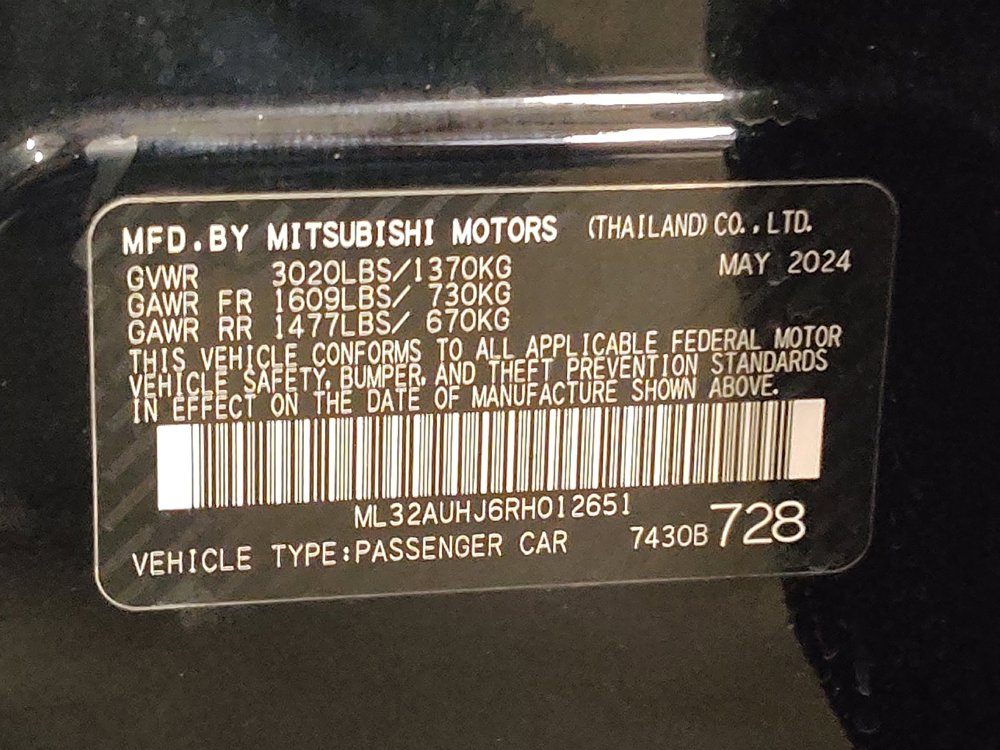 MFD.BY MITSUBISHI MOTORS (THAILAND) CO., LTD.
GVWR 3020LBS/1370KG MAY 2024
GAWR FR 1609LBS/ 730KG
GAWR RR 1477LBS/ 670KG
THIS VEHICLE CONFORMS TO ALL APPLICABLE FEDERAL MOTOR
VEHICLE SAFETY, BUMPER, AND THEFT PREVENTION STANDARDS
IN EFFECT ON THE DATE OF MANUFACTURE SHOWN ABOVE.
ML32AUHJ6RH012651
VEHICLE TYPE:PASSENGER CAR 7430B 728